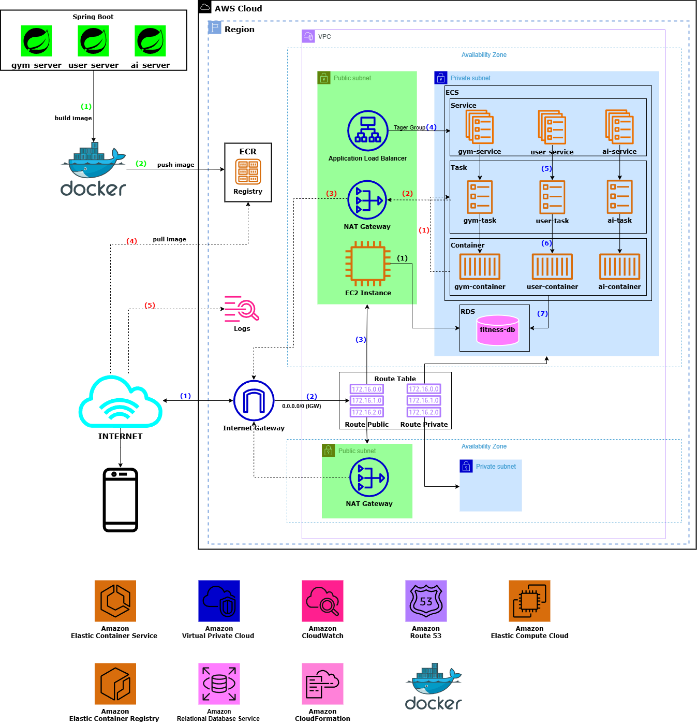 AWS Cloud
Spring Boot
gym_server
user_server
ai_server
Region
VPC
Availability Zone
Public subnet
Private subnet
ECS
Service
(1)
build image
Tager Group
(4)
Application Load Balancer
gym-service
user service
ai-service
docker
(2)
push image
ECR
Registry
Task
(5)
(3)
(2)
NAT Gateway
gym-task
user-task
ai-task
(4)
pull image
(1)
Container
(6)
(1)
EC2 Instance
gym-container
user-container
ai-container
(5)
Logs
RDS
fitness-db
(7)
(3)
Route Table
172.16.0.0
172.16.1.0
172.16.2.0
172.16.0.0
172.16.1.0
172.16.2.0
Route Public
Route Private
(1)
(2)
0.0.0.0/0 (IGW)
Internet Gateway
INTERNET
Availability Zone
Public subnet
NAT Gateway
Private subnet
Amazon
Elastic Container Service
Amazon
Virtual Private Cloud
Amazon
CloudWatch
53
Amazon
Route 53
Amazon
Elastic Compute Cloud
Amazon
Elastic Container Registry
Amazon
Relational Database Service
Amazon
CloudFormation
docker